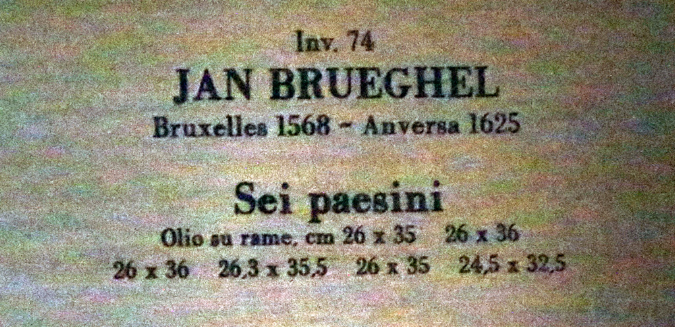 Inv. 74
JAN BRUEGHEL
Bruxelles 1568 - Anversa 1625
Sei paesini
Olio su rame, cm 26 x 35 26 x 36
26 x 36 26,3 x 35,5 26 x 35 24,5 x 32,5